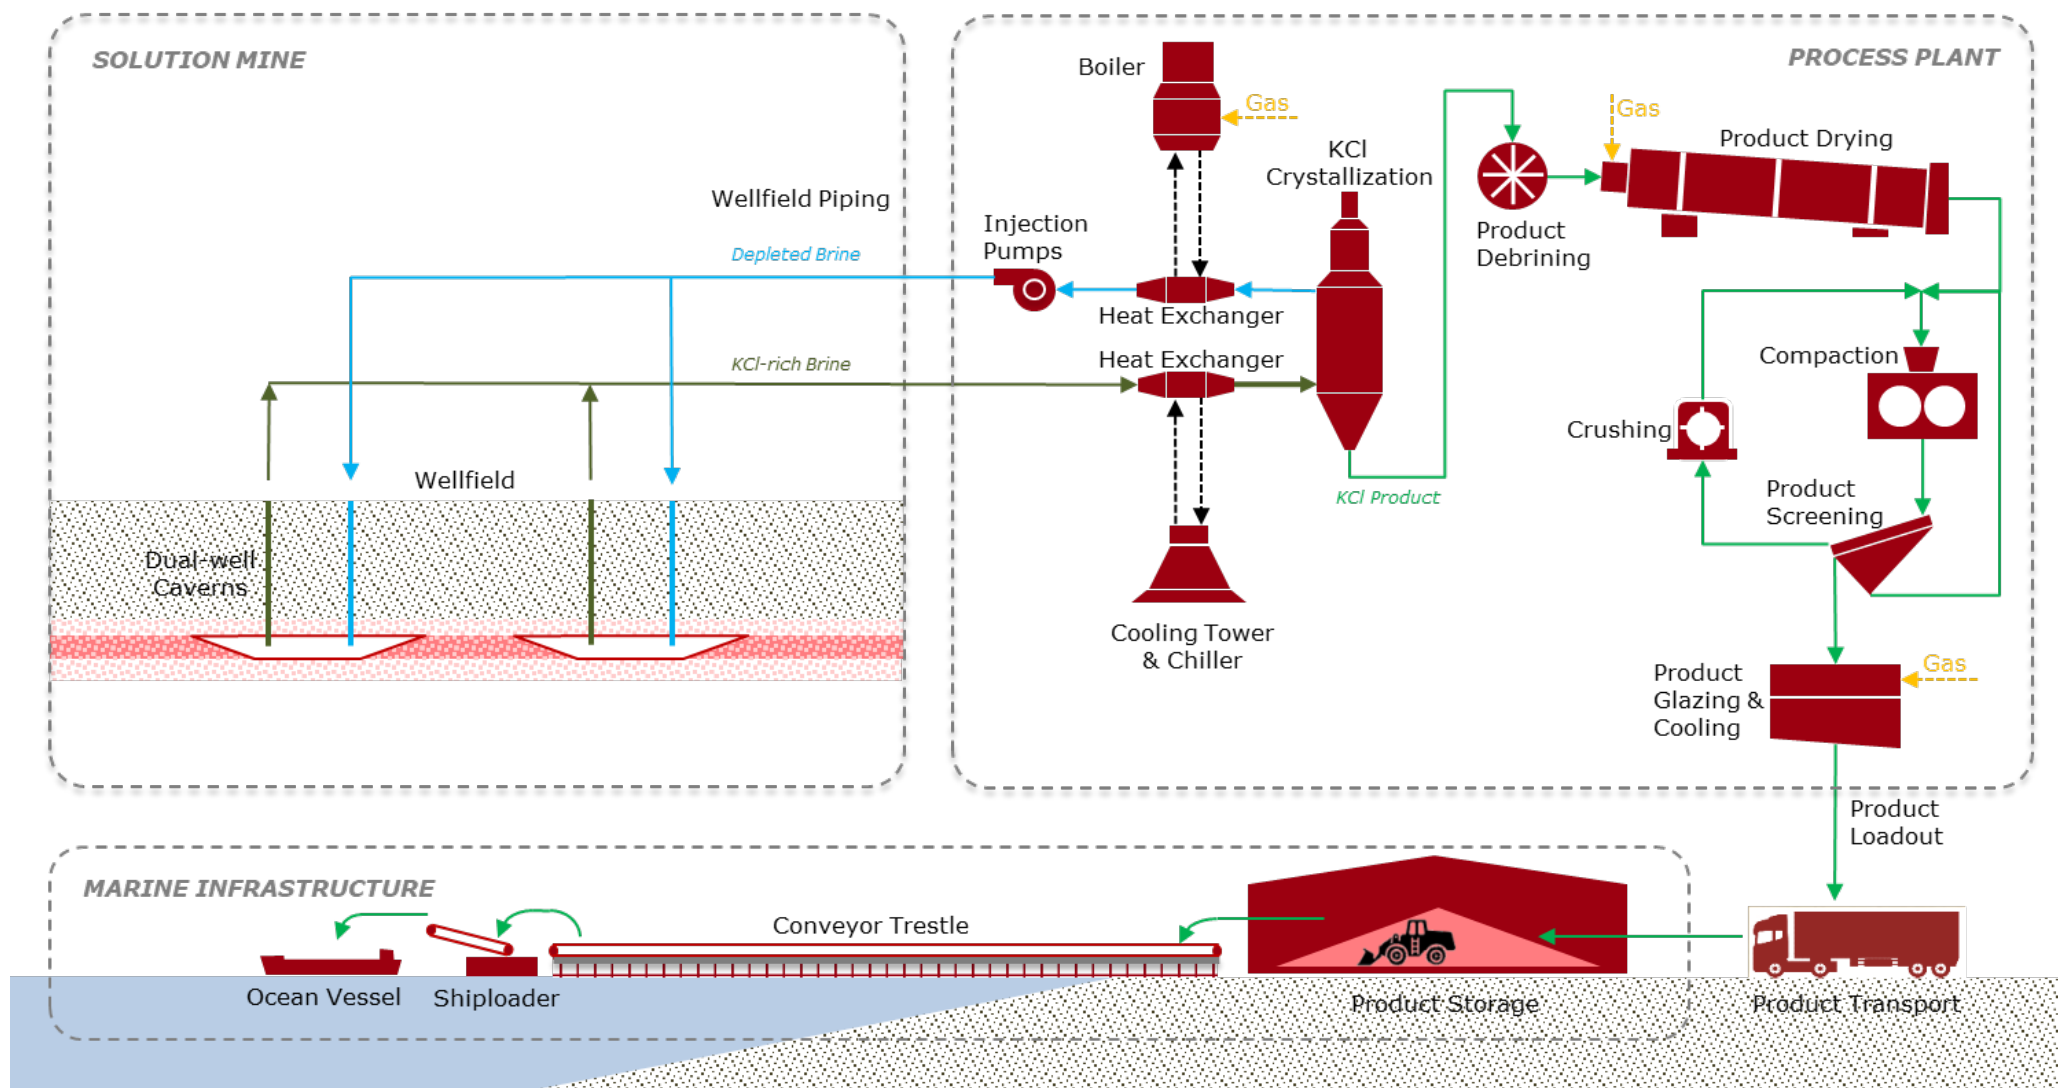 SOLUTION MINE
PROCESS PLANT
Boiler
Gas
Gas
Product Drying
KCl
Crystallization
Wellfield Piping
Injection
Pumps
Product
Debrining
Depleted Brine
Heat Exchanger
Heat Exchanger
KCl-rich Brine
Compaction
Crushing
Wellfield
KCl Product
Product
Screening
Dual-well
Caverns
Cooling Tower
& Chiller
Product
Glazing &
Cooling
Gas
Product
Loadout
MARINE INFRASTRUCTURE
Conveyor Trestle
Ocean Vessel
Shiploader
Product Storage
Product Transport